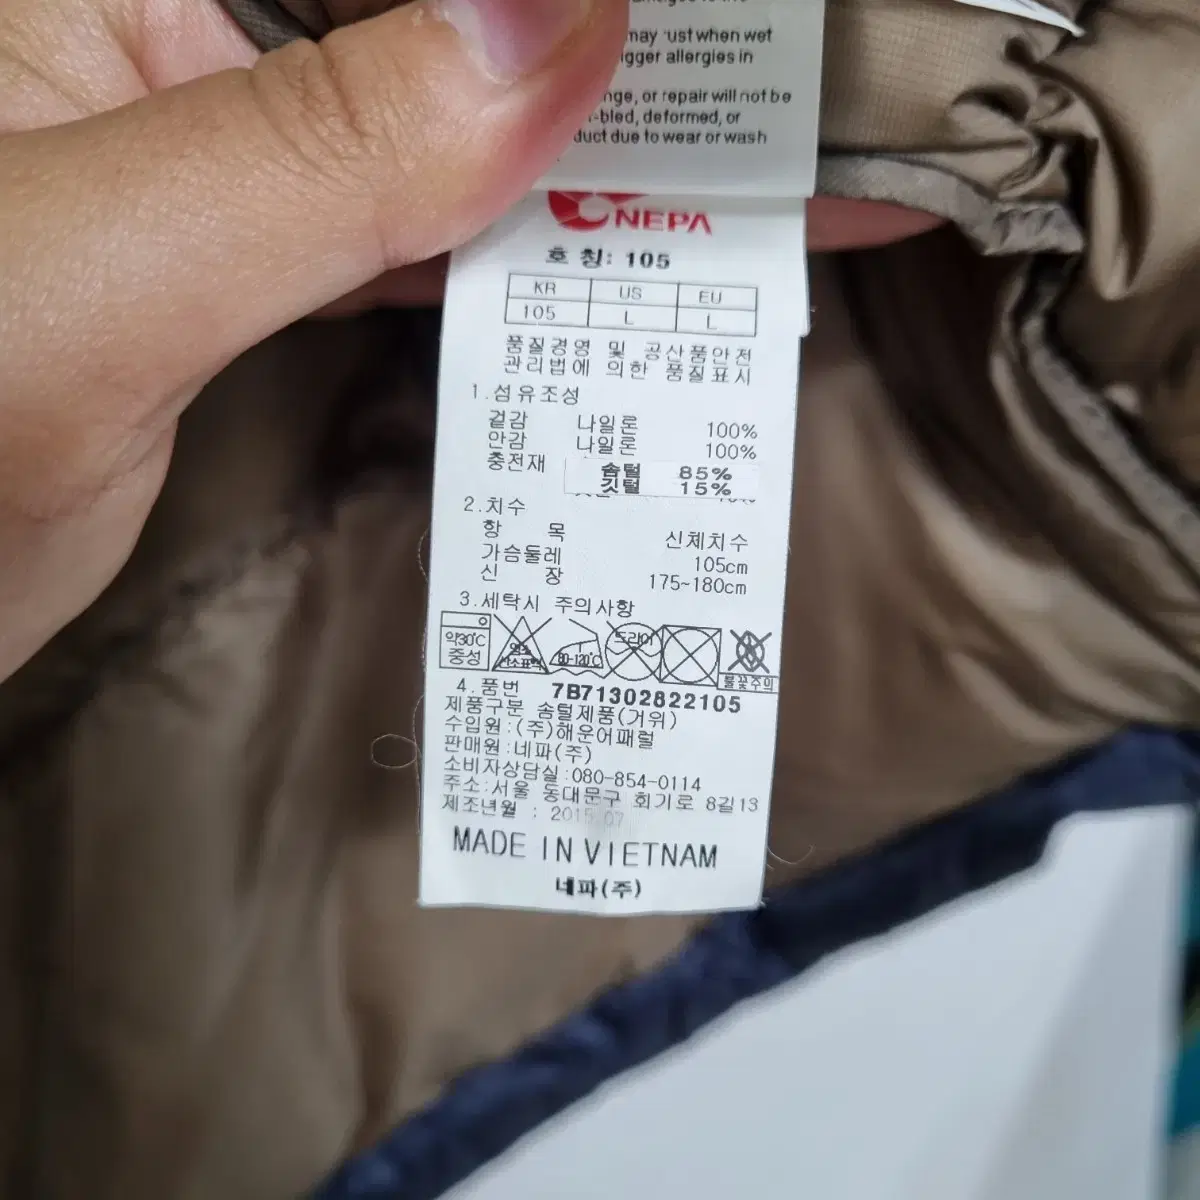 may rust when wet
allergies in
or repair will not be
deformed, or
due to wear or wash
NEPA
호 칭: 105
KR US EU
105 L L
품질경영 및 공산품안전
관리법에 의한 품질표시
1.섬유조성
겉감 나일론 100%
안감 나일론 100%
충전재 솜털 85%
깃털 15%
2.치수
항 목 신체치수
가슴둘레 105cm
신 장 175~180cm
3.세탁시 주의사항
약30℃
중성
80-120℃
드라이
불꽃주의
4.품번 7B71302822105
제품구분 솜털제품(거위)
수입원:(주)해운어패럴
판매원:네파(주)
소비자상담실:080-854-0114
주소:서울 동대문구 회기로 8길13
제조년월 : 2015.07
MADE IN VIETNAM
네파(주)